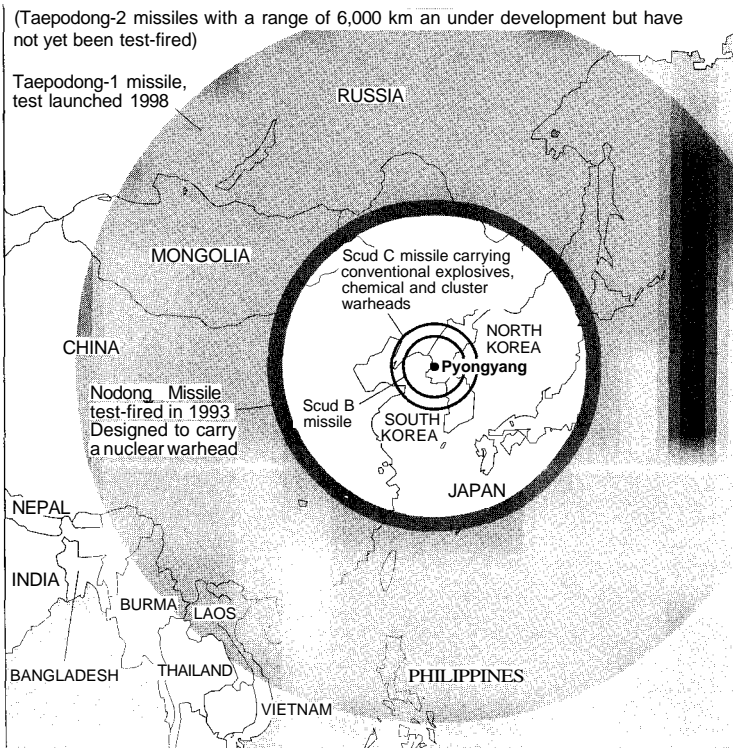 (Taepodong-2 missiles with a range of 6,000 km an under development but have
not yet been test-fired)
Taepodong-1 missile,
test launched 1998
RUSSIA
MONGOLIA
Scud C missile carrying
conventional explosives,
chemical and cluster
warheads
NORTH
KOREA
CHINA
Pyongyang
Nodong Missile
test-fired in 1993
Designed to carry
a nuclear warhead
Scud B
missile
SOUTH
KOREA
JAPAN
NEPAL
INDIA
BURMA
LAOS
BANGLADESH
THAILAND
PHILIPPINES
VIETNAM